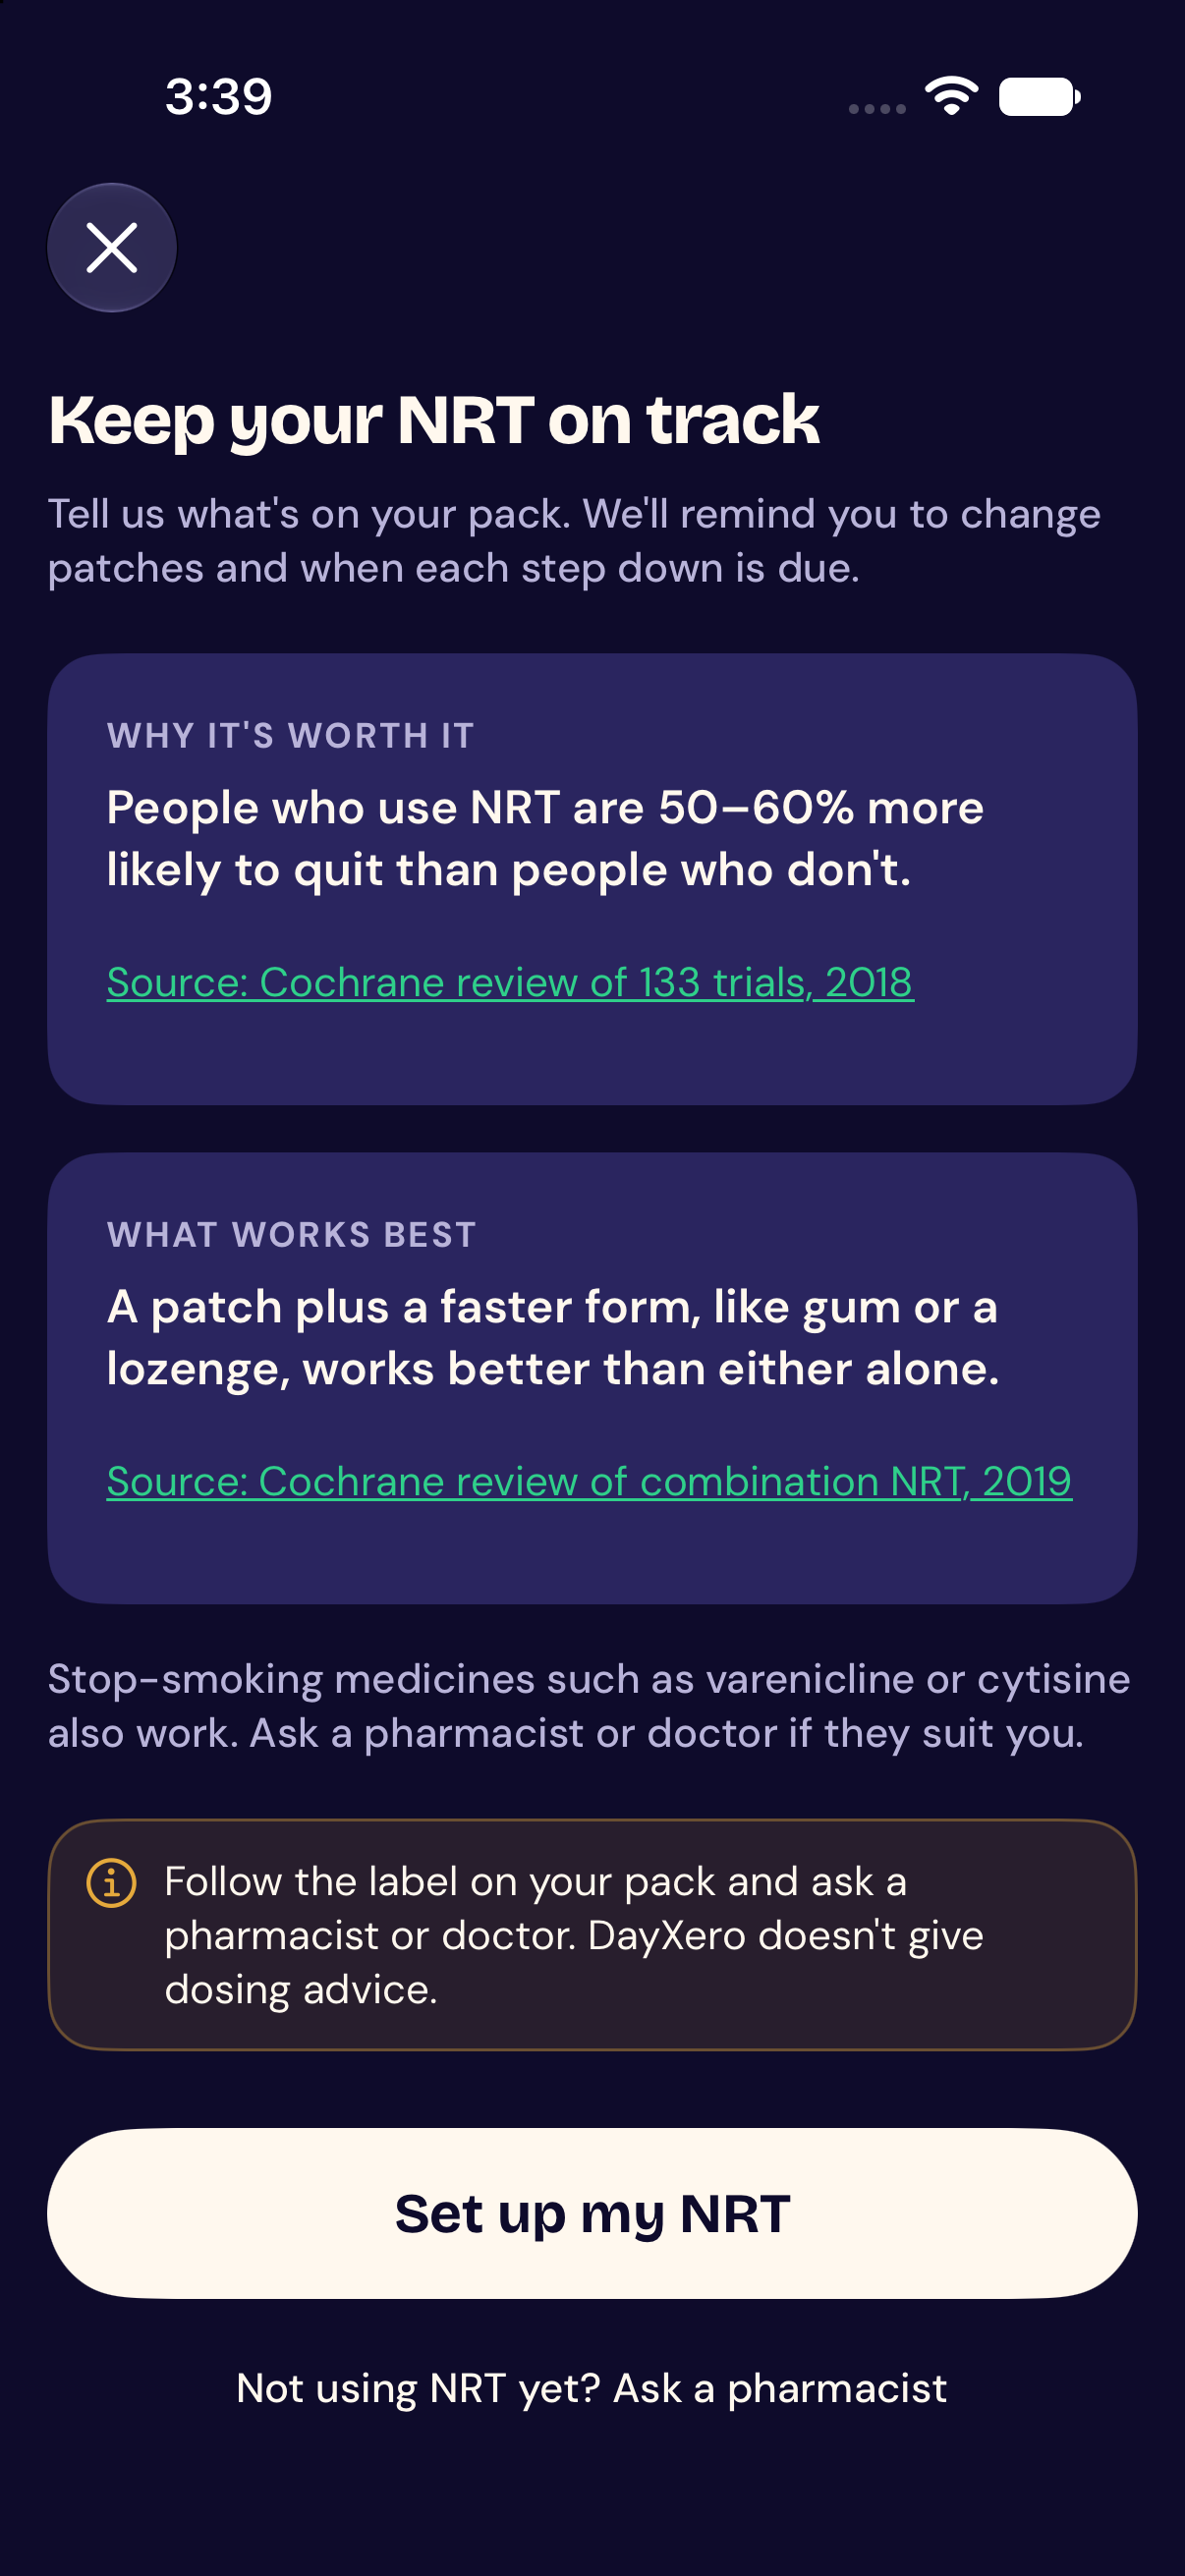 3:39
Keep your NRT on track
Tell us what's on your pack. We'll remind you to change
patches and when each step down is due.
WHY IT'S WORTH IT
People who use NRT are 50–60% more
likely to quit than people who don't.
Source: Cochrane review of 133 trials, 2018
WHAT WORKS BEST
A patch plus a faster form, like gum or a
lozenge, works better than either alone.
Source: Cochrane review of combination NRT, 2019
Stop-smoking medicines such as varenicline or cytisine
also work. Ask a pharmacist or doctor if they suit you.
Follow the label on your pack and ask a
pharmacist or doctor. DayXero doesn't give
dosing advice.
Set up my NRT
Not using NRT yet? Ask a pharmacist